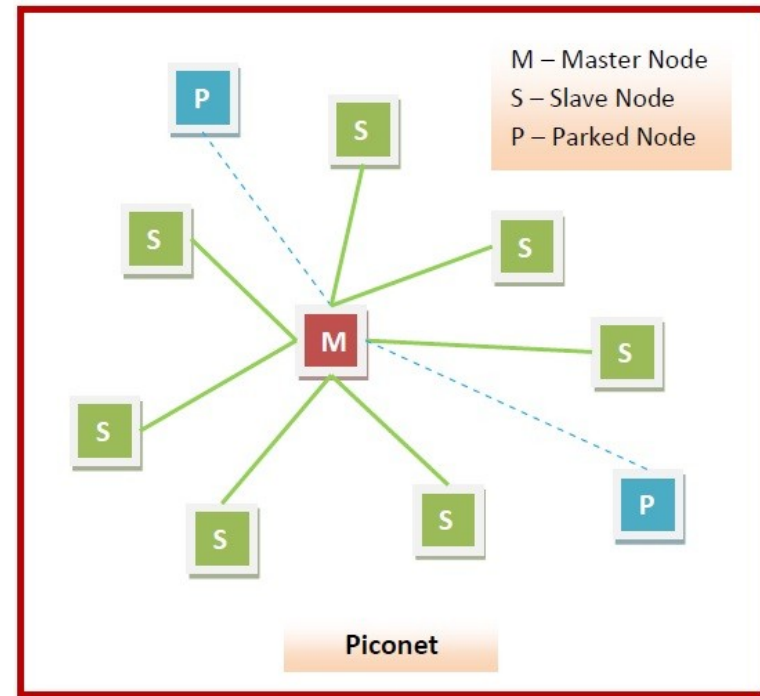 P
S
M – Master Node
S – Slave Node
P – Parked Node
S
S
M
S
S
P
S
S
Piconet